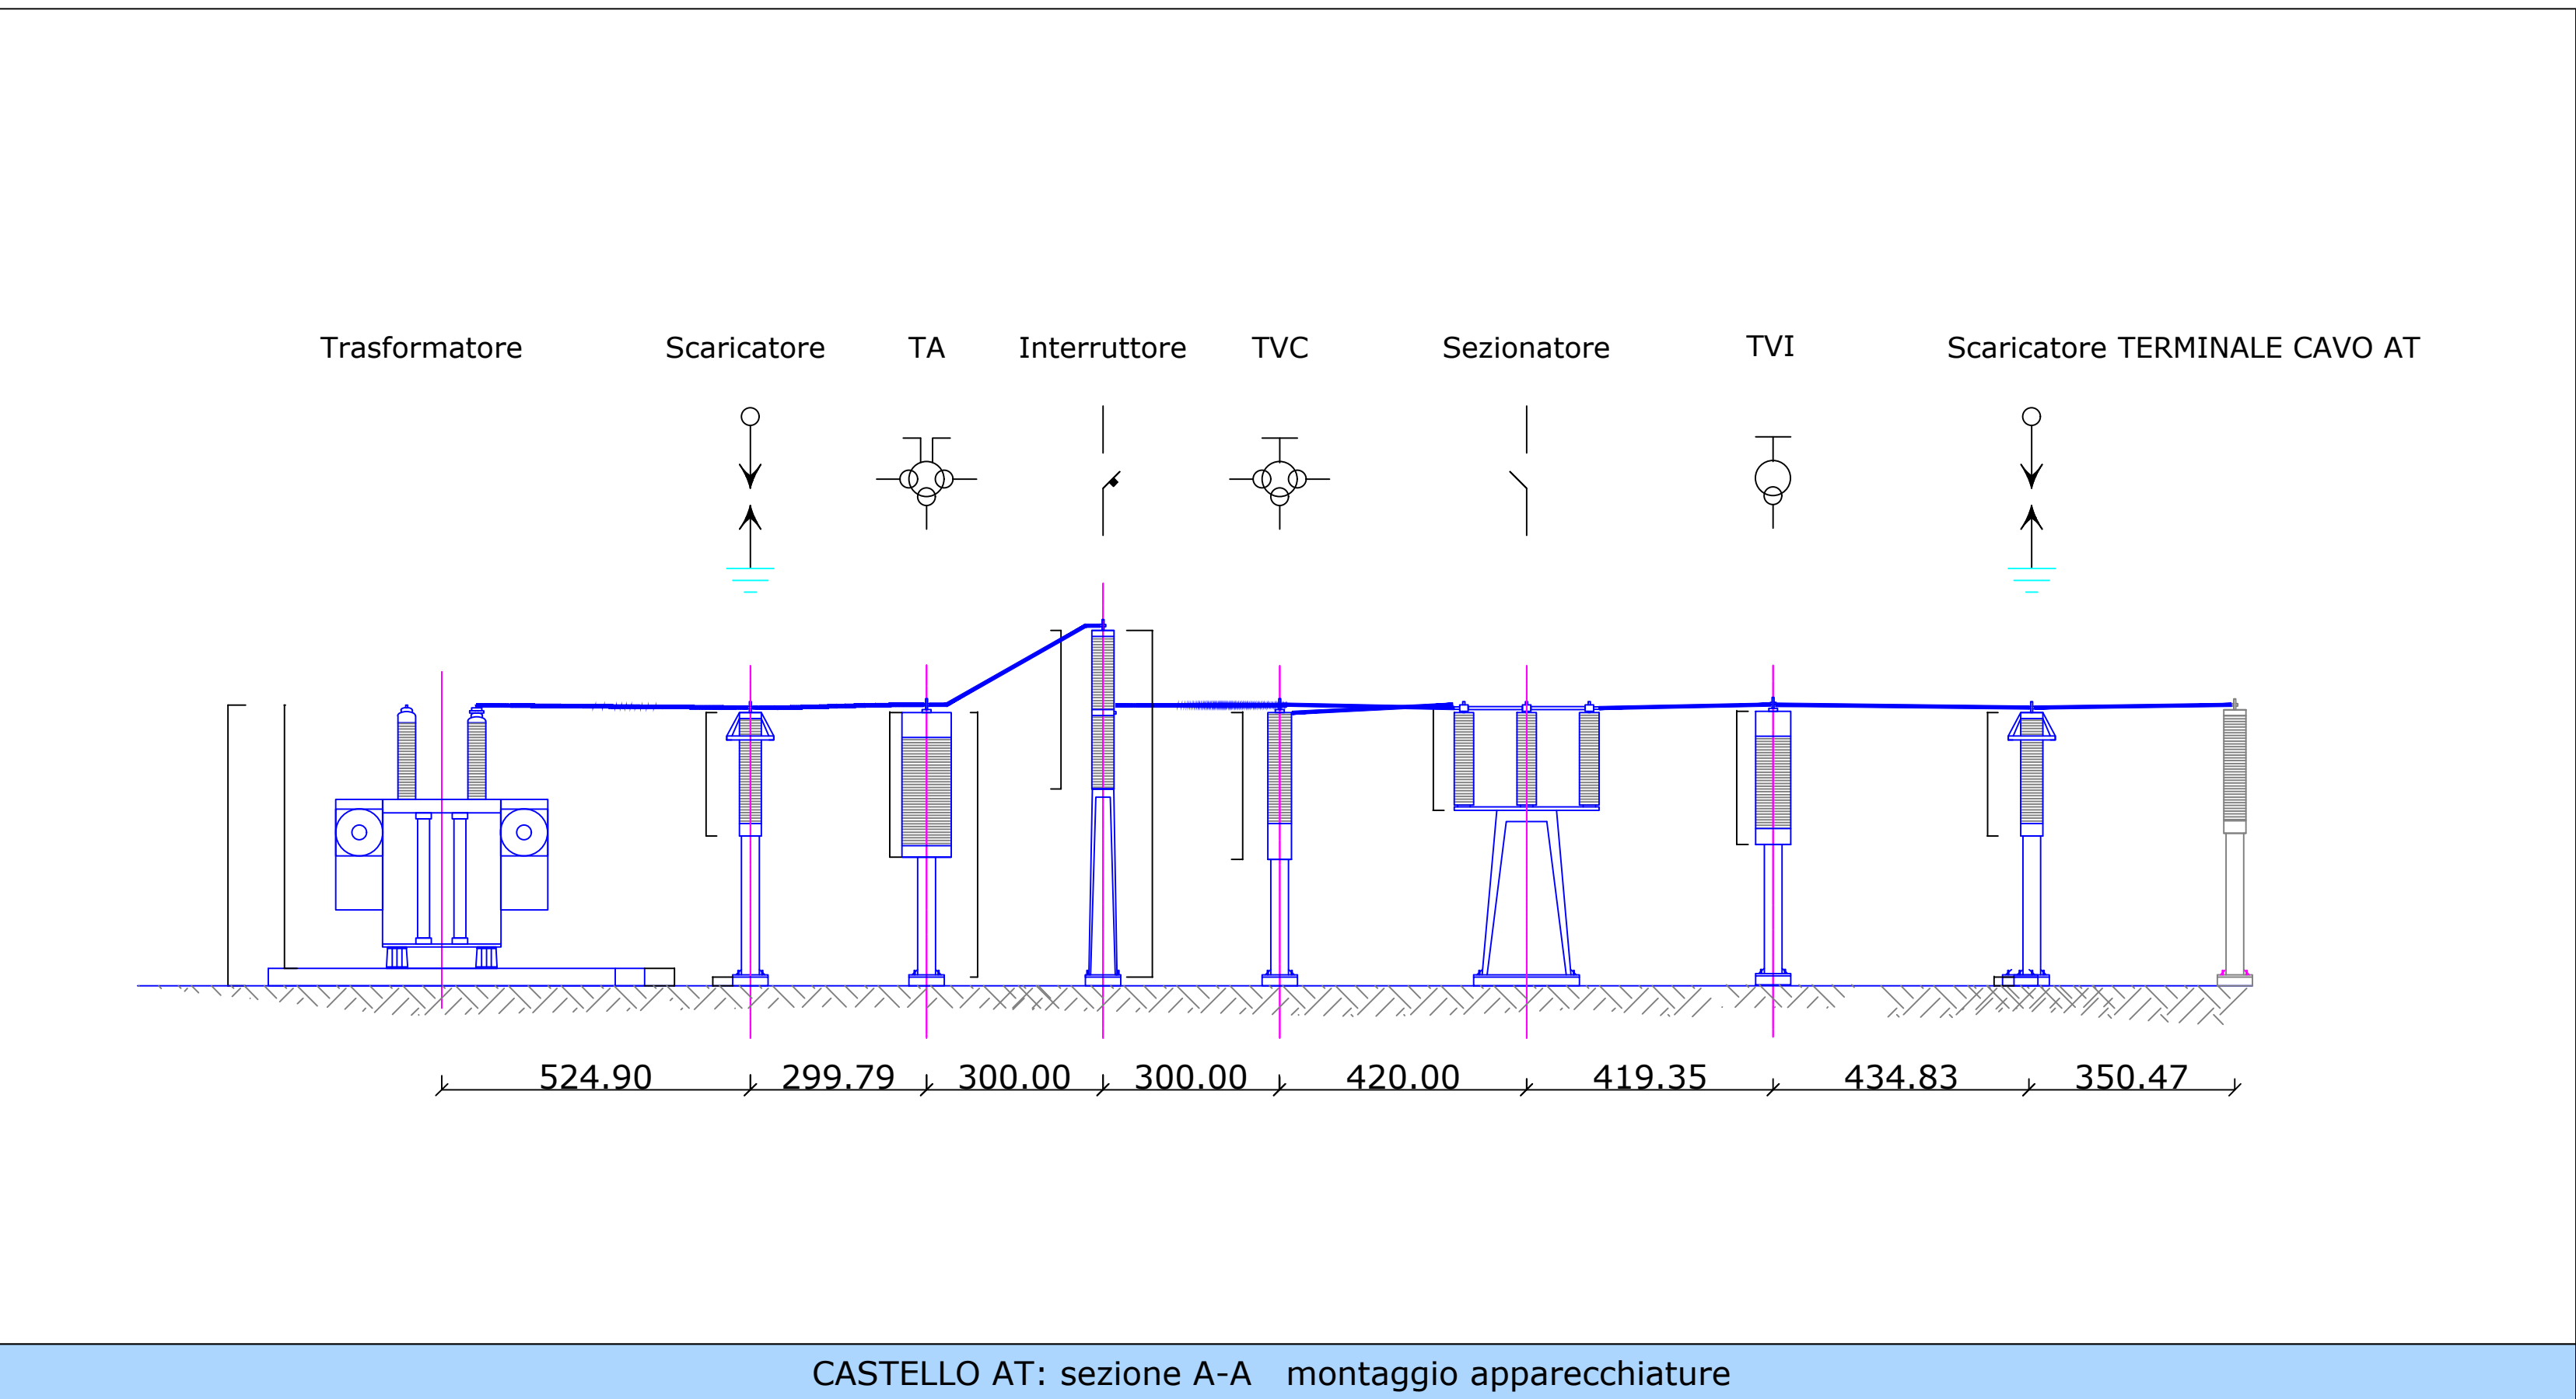 Trasformatore Scaricatore TA Interruttore TVC Sezionatore TVI Scaricatore TERMINALE CAVO AT
524.90 299.79 300.00 300.00 420.00 419.35 434.83 350.47
CASTELLO AT: sezione A-A montaggio apparecchiature